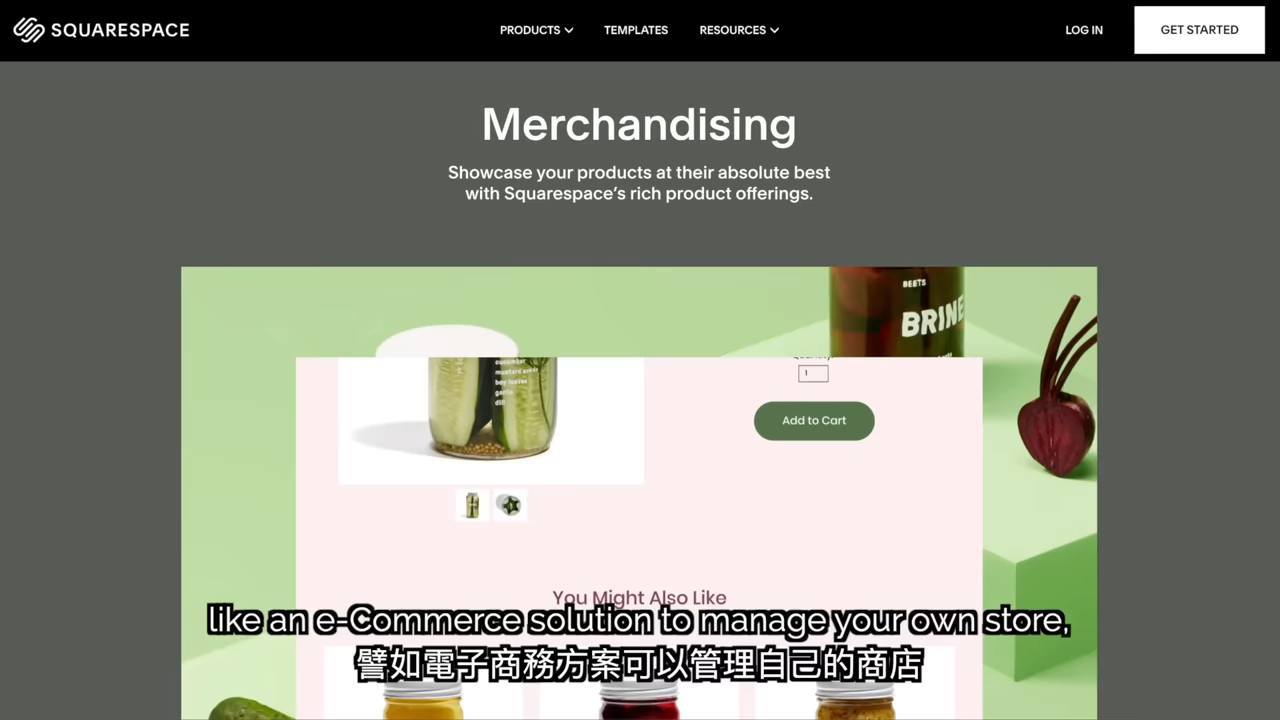 SQUARESPACE
PRODUCTS
TEMPLATES
RESOURCES
LOG IN
GET STARTED
Merchandising
Showcase your products at their absolute best
with Squarespace’s rich product offerings.
BEETS
BRINE
cucumber
mustard seeds
bay leaves
garlic
dill
1
Add to Cart
You Might Also Like
like an e-Commerce solution to manage your own store,
譬如電子商務方案可以管理自己的商店